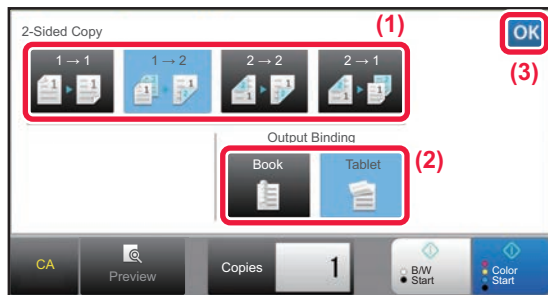 2-Sided Copy
(1)
OK
1 → 1
1 → 2
2 → 2
2 → 1
(3)
Output Binding
Book
Tablet
(2)
CA
Preview
Copies
1
B/W
Start
Color
Start